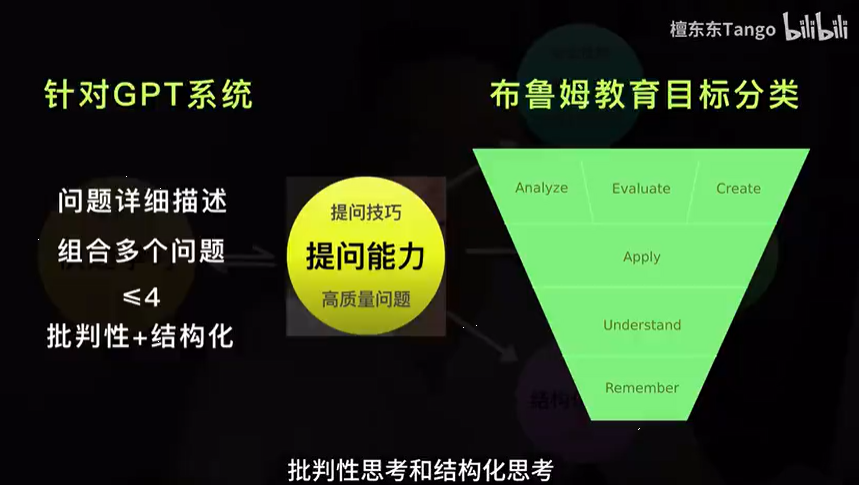 檀东东Tango bilibili
针对GPT系统
布鲁姆教育目标分类
问题详细描述
组合多个问题
≤4
批判性+结构化
提问技巧
提问能力
高质量问题
Analyze
Evaluate
Create
Apply
Understand
Remember
批判性思考和结构化思考